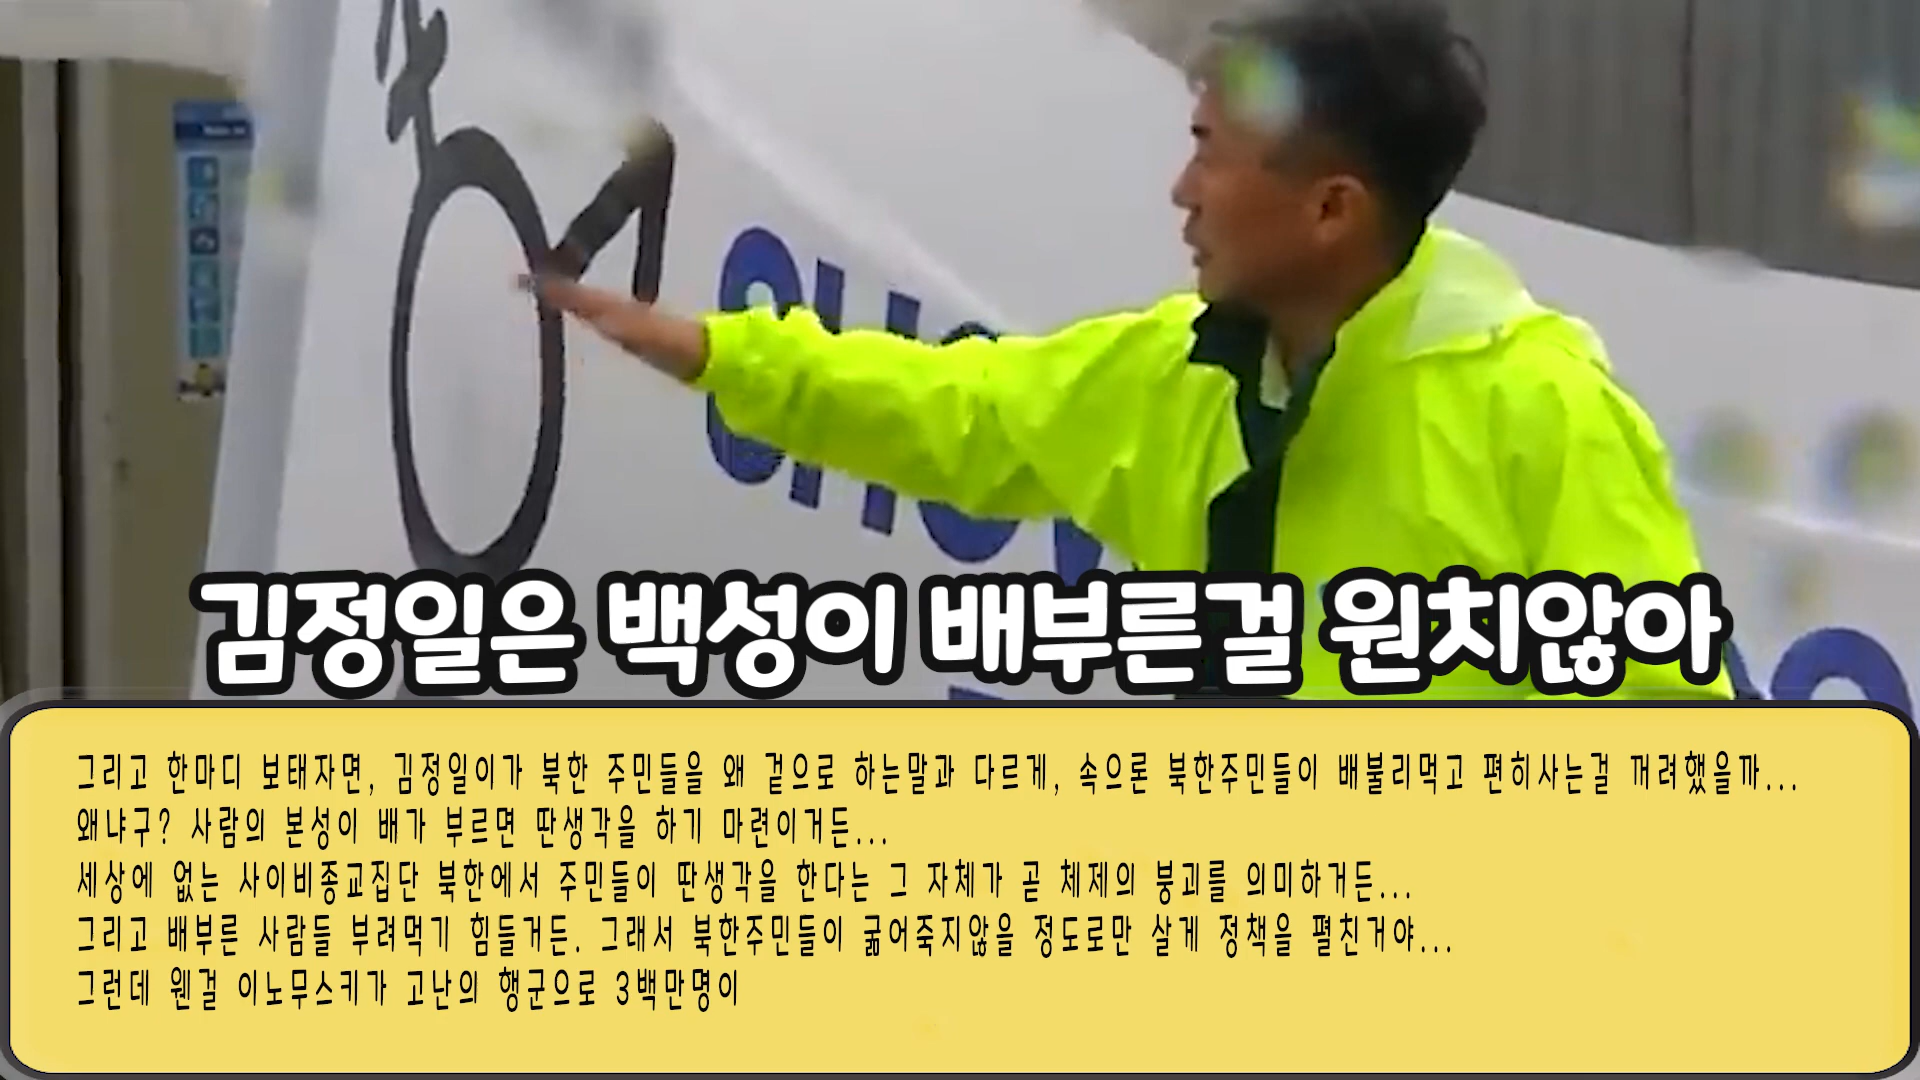 김정일은 백성이 배부른걸 원치않아
그리고 한마디 보태자면, 김정일이가 북한 주민들을 왜 겉으로 하는말과 다르게, 속으론 북한주민들이 배불리먹고 편히사는걸 꺼려했을까...
왜냐구? 사람의 본성이 배가 부르면 딴생각을 하기 마련이거든...
세상에 없는 사이비종교집단 북한에서 주민들이 딴생각을 한다는 그 자체가 곧 체제의 붕괴를 의미하거든...
그리고 배부른 사람들 부려먹기 힘들거든. 그래서 북한주민들이 굶어죽지않을 정도로만 살게 정책을 펼친거야...
그런데 웬걸 이노무스키가 고난의 행군으로 3백만명이